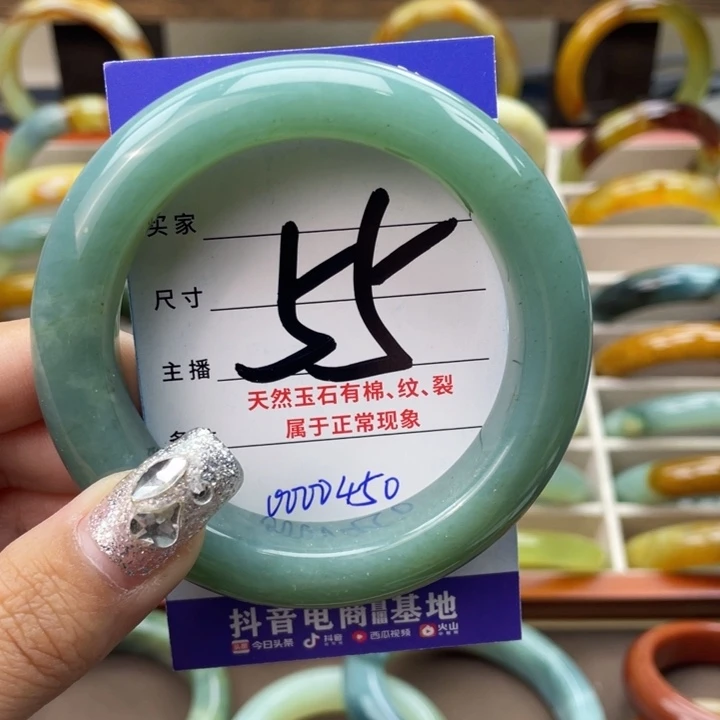 买家
尺寸
55
主播
天然玉石有棉、纹、裂
属于正常现象
0000450
抖音电商直播基地
今日头条 抖音 西瓜视频 火山